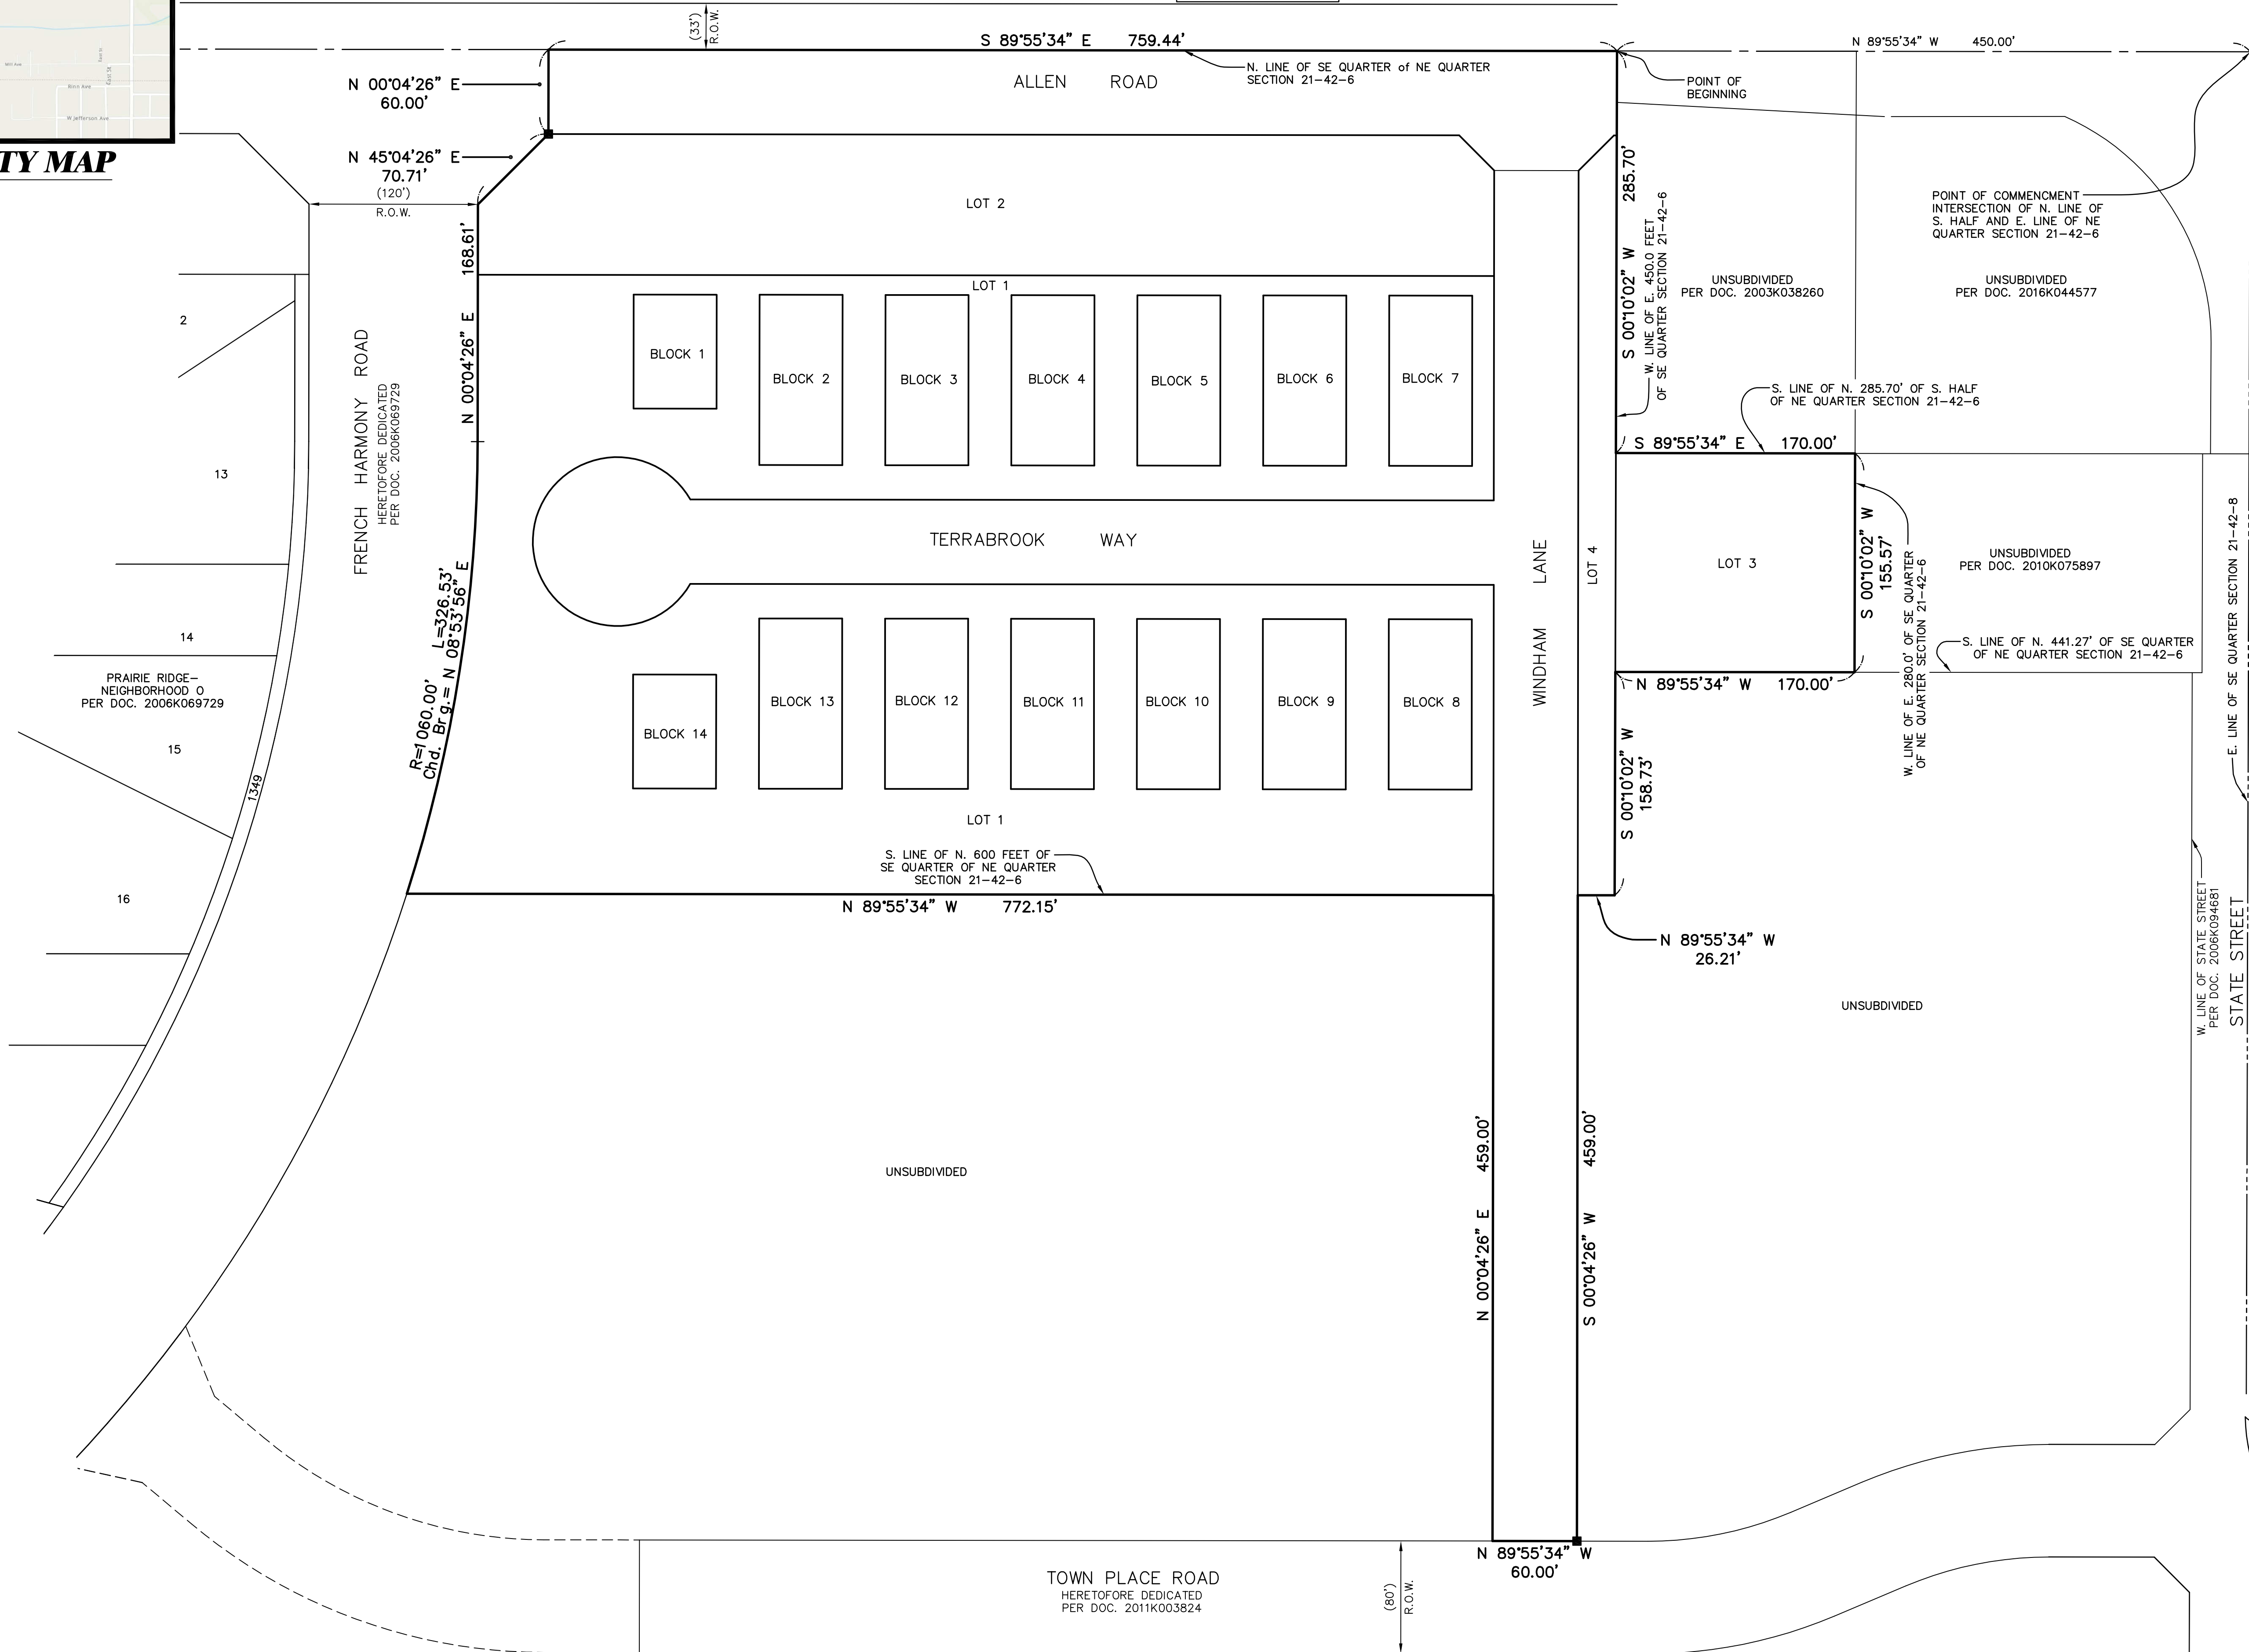 Mill Ave
East St
Binn Ave
W Jefferson Ave
TY MAP
(33')
R.O.W.
S 89°55'34" E 759.44'
N 89°55'34" W 450.00'
N 00°04'26" E
60.00'
N. LINE OF SE QUARTER of NE QUARTER
SECTION 21-42-6
ALLEN ROAD
POINT OF
BEGINNING
N 45°04'26" E
70.71'
(120')
R.O.W.
LOT 2
S 00°10'02" W 285.70'
W. LINE OF E. 450.0 FEET
OF SE QUARTER SECTION 21-42-6
POINT OF COMMENCMENT
INTERSECTION OF N. LINE OF
S. HALF AND E. LINE OF NE
QUARTER SECTION 21-42-6
UNSUBDIVIDED
PER DOC. 2003K038260
UNSUBDIVIDED
PER DOC. 2016K044577
N 00°04'26" E 168.61'
LOT 1
2
FRENCH HARMONY ROAD
HERETOFORE DEDICATED
PER DOC. 2006K069729
BLOCK 1
BLOCK 2
BLOCK 3
BLOCK 4
BLOCK 5
BLOCK 6
BLOCK 7
S. LINE OF N. 285.70' OF S. HALF
OF NE QUARTER SECTION 21-42-6
S 89°55'34" E 170.00'
13
TERRABROOK WAY
WINDHAM LANE
LOT 4
LOT 3
S 00°10'02" W
155.57'
W. LINE OF E. 280.0' OF SE QUARTER
OF NE QUARTER SECTION 21-42-6
UNSUBDIVIDED
PER DOC. 2010K075897
E. LINE OF SE QUARTER SECTION 21-42-8
R=1060.00' L=326.53'
Chd. Brg.= N 08°53'56" E
14
PRAIRIE RIDGE-
NEIGHBORHOOD O
PER DOC. 2006K069729
15
1349
S. LINE OF N. 441.27' OF SE QUARTER
OF NE QUARTER SECTION 21-42-6
N 89°55'34" W 170.00'
BLOCK 14
BLOCK 13
BLOCK 12
BLOCK 11
BLOCK 10
BLOCK 9
BLOCK 8
S 00°10'02" W
158.73'
LOT 1
S. LINE OF N. 600 FEET OF
SE QUARTER OF NE QUARTER
SECTION 21-42-6
N 89°55'34" W 772.15'
16
N 89°55'34" W
26.21'
W. LINE OF STATE STREET
PER DOC. 2006K094681
STATE STREET
UNSUBDIVIDED
UNSUBDIVIDED
N 00°04'26" E 459.00'
S 00°04'26" W 459.00'
N 89°55'34" W
60.00'
TOWN PLACE ROAD
HERETOFORE DEDICATED
PER DOC. 2011K003824
(80')
R.O.W.